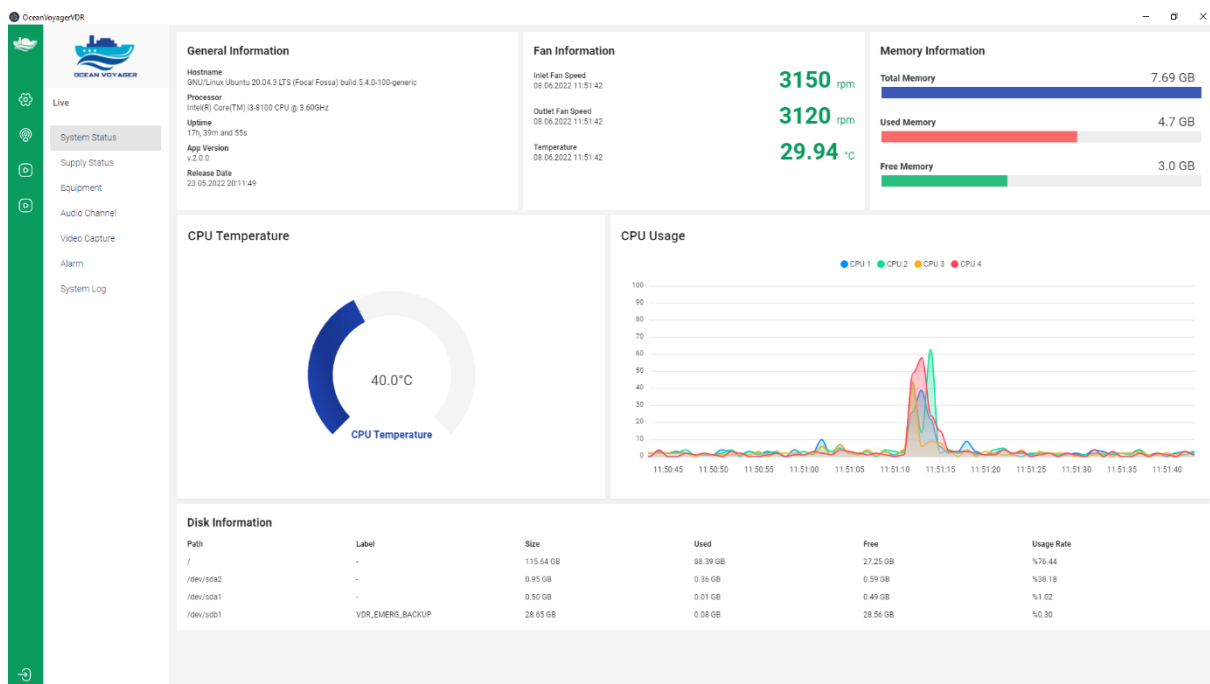 OceanVoyagerVDR
OCEAN VOYAGER
Live
System Status
Supply Status
Equipment
Audio Channel
Video Capture
Alarm
System Log
General Information
Hostname
GNU/Linux Ubuntu 20.04.3 LTS (Focal Fossa) build 5.4.0-100-generic
Processor
Intel(R) Core(TM) i3-8100 CPU @ 3.60GHz
Uptime
17h, 39m and 55s
App Version
v.2.0.0
Release Date
23.05.2022 20:11:49
Fan Information
Inlet Fan Speed
08.06.2022 11:51:42
3150 rpm
Outlet Fan Speed
08.06.2022 11:51:42
3120 rpm
Temperature
08.06.2022 11:51:42
29.94 °C
Memory Information
Total Memory 7.69 GB
Used Memory 4.7 GB
Free Memory 3.0 GB
CPU Temperature
40.0°C
CPU Temperature
CPU Usage
CPU 1 CPU 2 CPU 3 CPU 4
100
90
80
70
60
50
40
30
20
10
0
11:50:45 11:50:50 11:50:55 11:51:00 11:51:05 11:51:10 11:51:15 11:51:20 11:51:25 11:51:30 11:51:35 11:51:40
Disk Information
Path Label Size Used Free Usage Rate
/ - 115.64 GB 88.39 GB 27.25 GB %76.44
/dev/sda2 - 0.95 GB 0.36 GB 0.59 GB %38.18
/dev/sda1 - 0.50 GB 0.01 GB 0.49 GB %1.02
/dev/sdb1 VDR_EMERG_BACKUP 28.65 GB 0.08 GB 28.56 GB %0.30